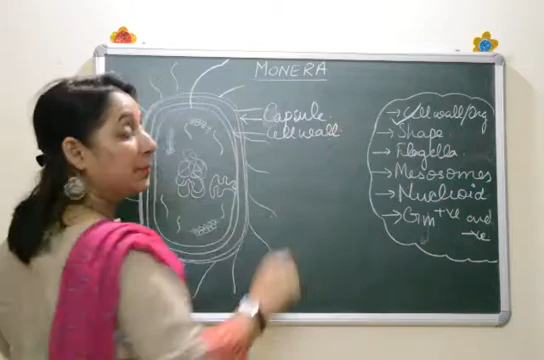 MONERA
Capsule
Cell wall
Cell wall/Org
Shape
Flagella
Mesosomes
Nucleoid
Gm +ve and
-ve